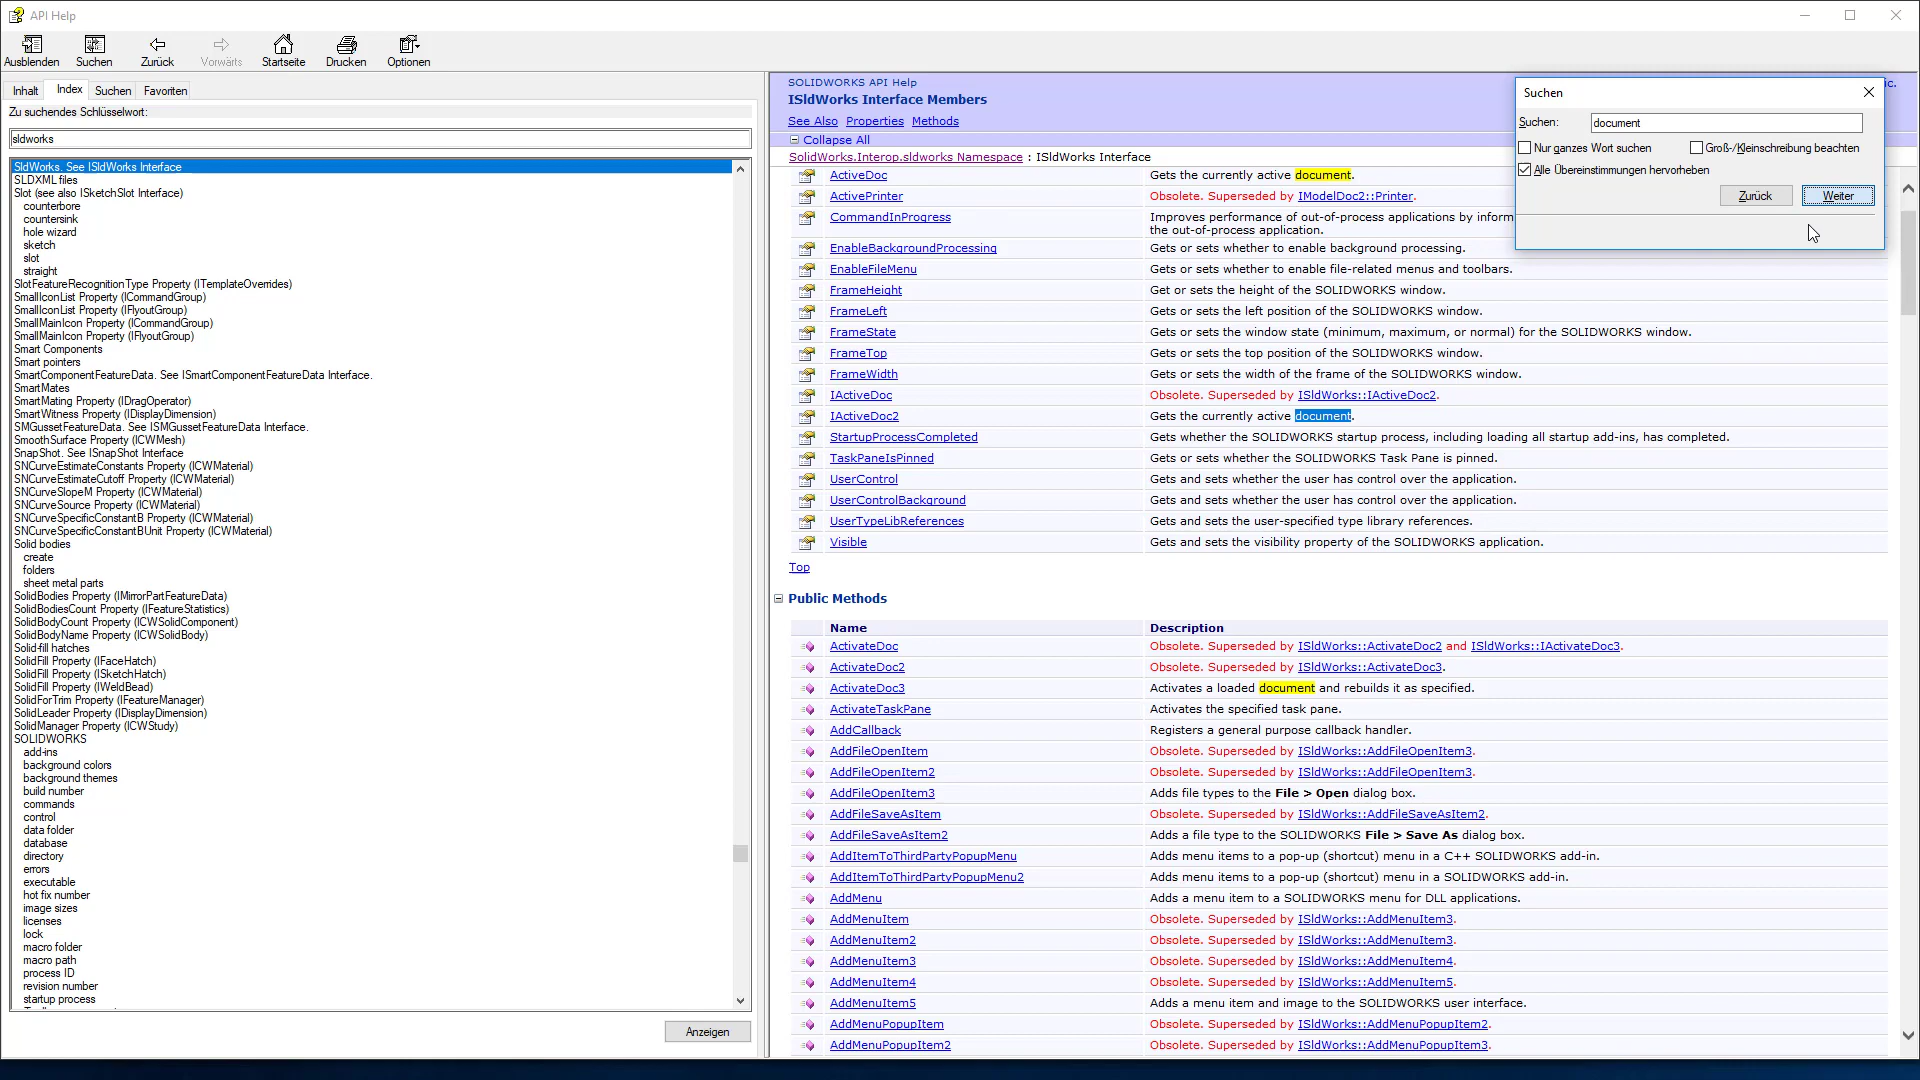 API Help
Ausblenden Suchen Zurück Vorwärts Startseite Drucken Optionen
Inhalt Index Suchen Favoriten
Zu suchendes Schlüsselwort:
sldworks
SldWorks. See ISldWorks Interface
SLDXML files
Slot (see also ISketchSlot Interface)
counterbore
countersink
hole wizard
sketch
slot
straight
SlotFeatureRecognitionType Property (ITemplateOverrides)
SmallIconList Property (ICommandGroup)
SmallIconList Property (IFlyoutGroup)
SmallMainIcon Property (ICommandGroup)
SmallMainIcon Property (IFlyoutGroup)
Smart Components
Smart pointers
SmartComponentFeatureData. See ISmartComponentFeatureData Interface.
SmartMates
SmartMating Property (IDragOperator)
SmartWitness Property (IDisplayDimension)
SMGussetFeatureData. See ISMGussetFeatureData Interface.
SmoothSurface Property (ICWMesh)
SnapShot. See ISnapShot Interface
SNCurveEstimateConstants Property (ICWMaterial)
SNCurveEstimateCutoff Property (ICWMaterial)
SNCurveSlopeM Property (ICWMaterial)
SNCurveSource Property (ICWMaterial)
SNCurveSpecificConstantB Property (ICWMaterial)
SNCurveSpecificConstantBUnit Property (ICWMaterial)
Solid bodies
create
folders
sheet metal parts
SolidBodies Property (IMirrorPartFeatureData)
SolidBodiesCount Property (IFeatureStatistics)
SolidBodyCount Property (ICWSolidComponent)
SolidBodyName Property (ICWSolidBody)
Solid-fill hatches
SolidFill Property (IFaceHatch)
SolidFill Property (ISketchHatch)
SolidFill Property (IWeldBead)
SolidForTrim Property (IFeatureManager)
SolidLeader Property (IDisplayDimension)
SolidManager Property (ICWStudy)
SOLIDWORKS
add-ins
background colors
background themes
build number
commands
control
data folder
database
directory
errors
executable
hot fix number
image sizes
licenses
lock
macro folder
macro path
process ID
revision number
startup process
Anzeigen
SOLIDWORKS API Help
ISldWorks Interface Members
See Also Properties Methods
Collapse All
SolidWorks.Interop.sldworks Namespace : ISldWorks Interface
ActiveDoc Gets the currently active document.
ActivePrinter Obsolete. Superseded by IModelDoc2::Printer.
CommandInProgress Improves performance of out-of-process applications by inform
the out-of-process application.
EnableBackgroundProcessing Gets or sets whether to enable background processing.
EnableFileMenu Gets or sets whether to enable file-related menus and toolbars.
FrameHeight Get or sets the height of the SOLIDWORKS window.
FrameLeft Gets or sets the left position of the SOLIDWORKS window.
FrameState Gets or sets the window state (minimum, maximum, or normal) for the SOLIDWORKS window.
FrameTop Gets or sets the top position of the SOLIDWORKS window.
FrameWidth Gets or sets the width of the frame of the SOLIDWORKS window.
IActiveDoc Obsolete. Superseded by ISldWorks::IActiveDoc2.
IActiveDoc2 Gets the currently active document.
StartupProcessCompleted Gets whether the SOLIDWORKS startup process, including loading all startup add-ins, has completed.
TaskPaneIsPinned Gets or sets whether the SOLIDWORKS Task Pane is pinned.
UserControl Gets and sets whether the user has control over the application.
UserControlBackground Gets and sets whether the user has control over the application.
UserTypeLibReferences Gets and sets the user-specified type library references.
Visible Gets and sets the visibility property of the SOLIDWORKS application.
Top
Public Methods
Name Description
ActivateDoc Obsolete. Superseded by ISldWorks::ActivateDoc2 and ISldWorks::IActivateDoc3.
ActivateDoc2 Obsolete. Superseded by ISldWorks::ActivateDoc3.
ActivateDoc3 Activates a loaded document and rebuilds it as specified.
ActivateTaskPane Activates the specified task pane.
AddCallback Registers a general purpose callback handler.
AddFileOpenItem Obsolete. Superseded by ISldWorks::AddFileOpenItem3.
AddFileOpenItem2 Obsolete. Superseded by ISldWorks::AddFileOpenItem3.
AddFileOpenItem3 Adds file types to the File > Open dialog box.
AddFileSaveAsItem Obsolete. Superseded by ISldWorks::AddFileSaveAsItem2.
AddFileSaveAsItem2 Adds a file type to the SOLIDWORKS File > Save As dialog box.
AddItemToThirdPartyPopupMenu Adds menu items to a pop-up (shortcut) menu in a C++ SOLIDWORKS add-in.
AddItemToThirdPartyPopupMenu2 Adds menu items to a pop-up (shortcut) menu in a SOLIDWORKS add-in.
AddMenu Adds a menu item to a SOLIDWORKS menu for DLL applications.
AddMenuItem Obsolete. Superseded by ISldWorks::AddMenuItem3.
AddMenuItem2 Obsolete. Superseded by ISldWorks::AddMenuItem3.
AddMenuItem3 Obsolete. Superseded by ISldWorks::AddMenuItem4.
AddMenuItem4 Obsolete. Superseded by ISldWorks::AddMenuItem5.
AddMenuItem5 Adds a menu item and image to the SOLIDWORKS user interface.
AddMenuPopupItem Obsolete. Superseded by ISldWorks::AddMenuPopupItem2.
AddMenuPopupItem2 Obsolete. Superseded by ISldWorks::AddMenuPopupItem3.
ic.
Suchen
Suchen: document
Nur ganzes Wort suchen Groß-/Kleinschreibung beachten
Alle Übereinstimmungen hervorheben
Zurück Weiter